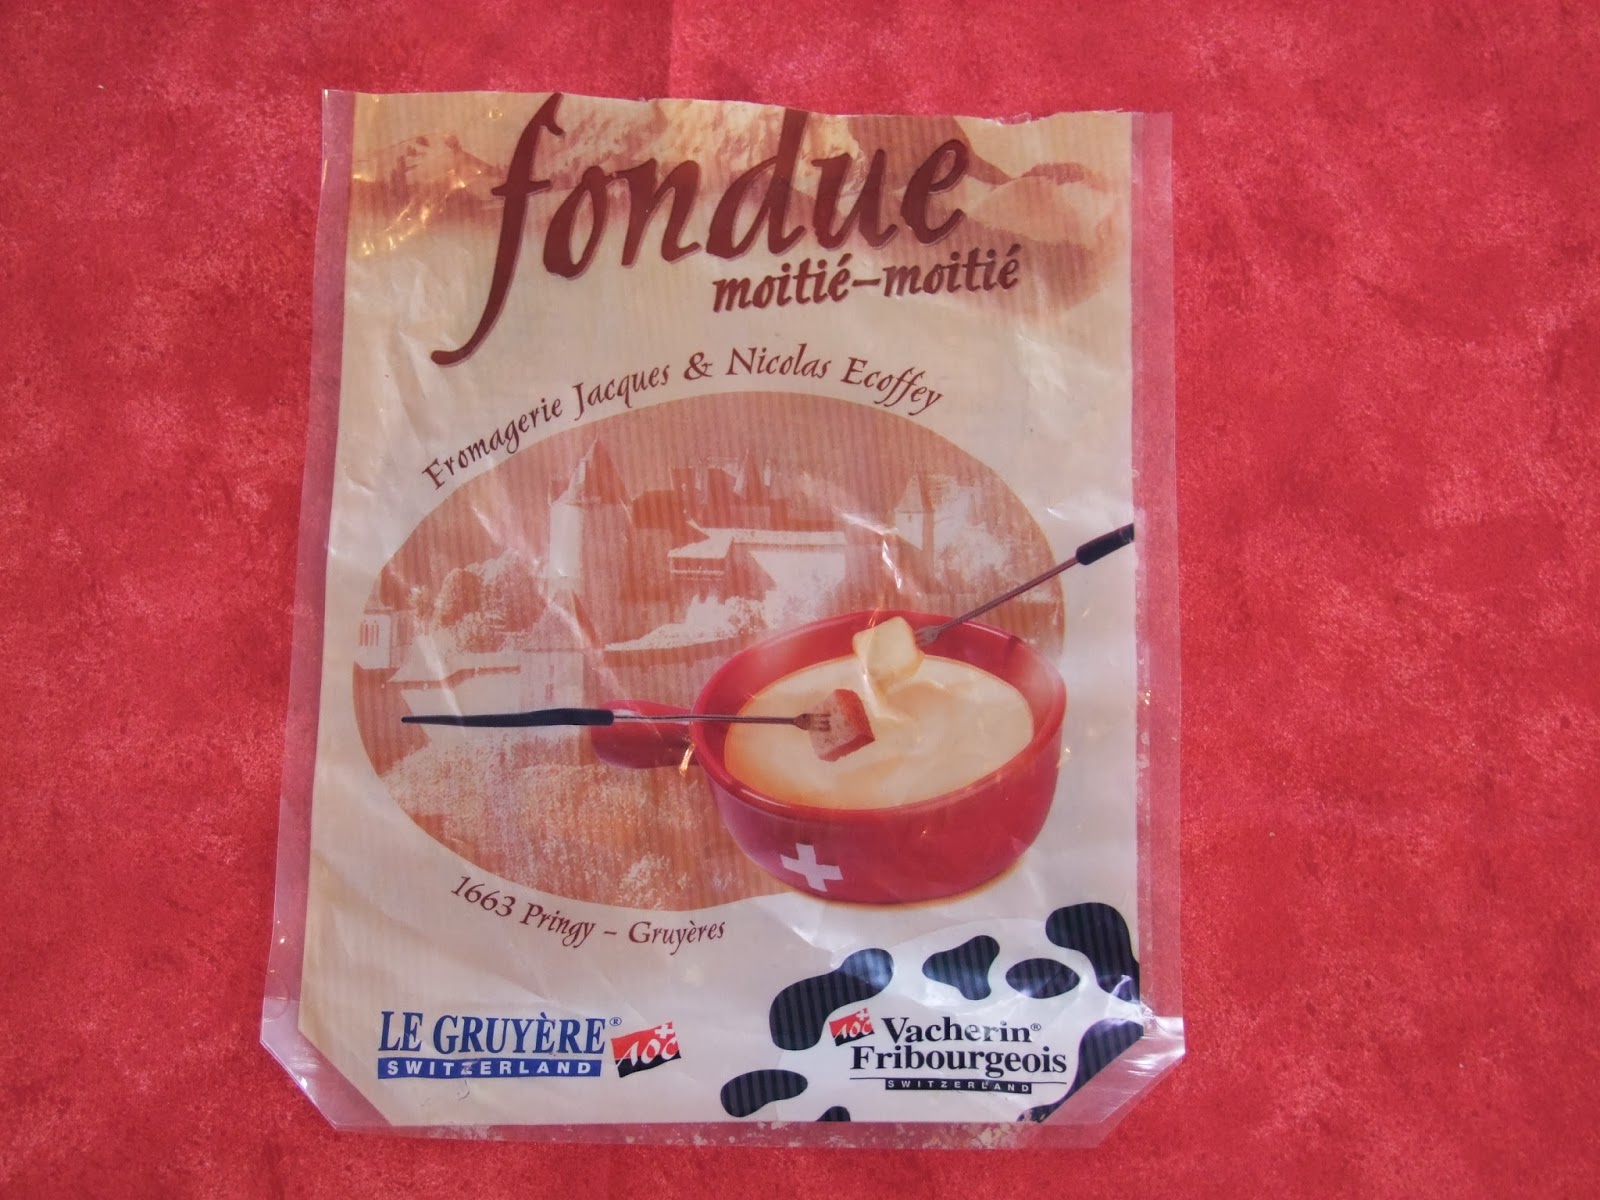 fondue
moitié–moitié
Fromagerie Jacques & Nicolas Ecoffey
1663 Pringy – Gruyères
LE GRUYÈRE®
SWITZERLAND
AOC
AOC
Vacherin®
Fribourgeois
SWITZERLAND